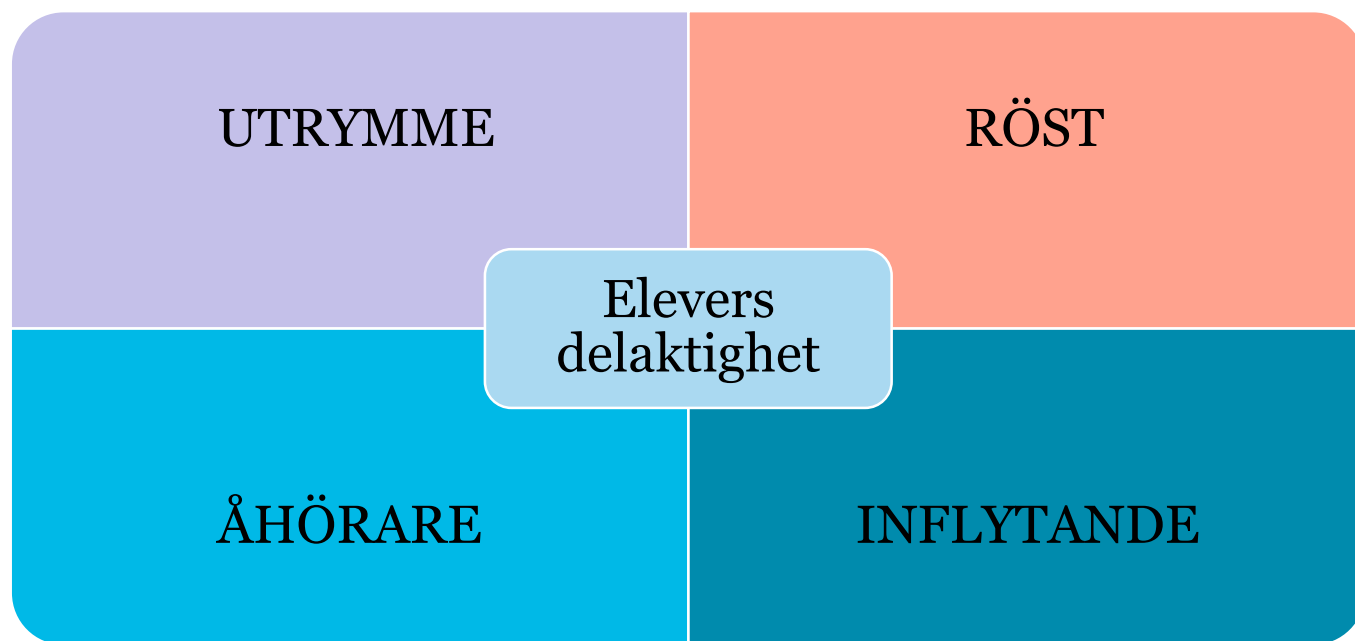 UTRYMME
RÖST
Elevers
delaktighet
ÅHÖRARE
INFLYTANDE